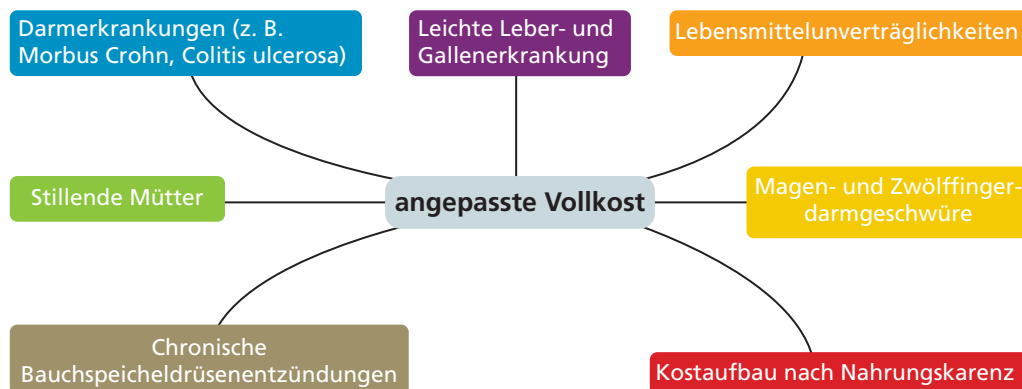 Darmerkrankungen (z. B.
Morbus Crohn, Colitis ulcerosa)
Leichte Leber- und
Gallenerkrankung
Lebensmittelunverträglichkeiten
Stillende Mütter
angepasste Vollkost
Magen- und Zwölffinger-
darmgeschwüre
Chronische
Bauchspeicheldrüsenentzündungen
Kostaufbau nach Nahrungskarenz